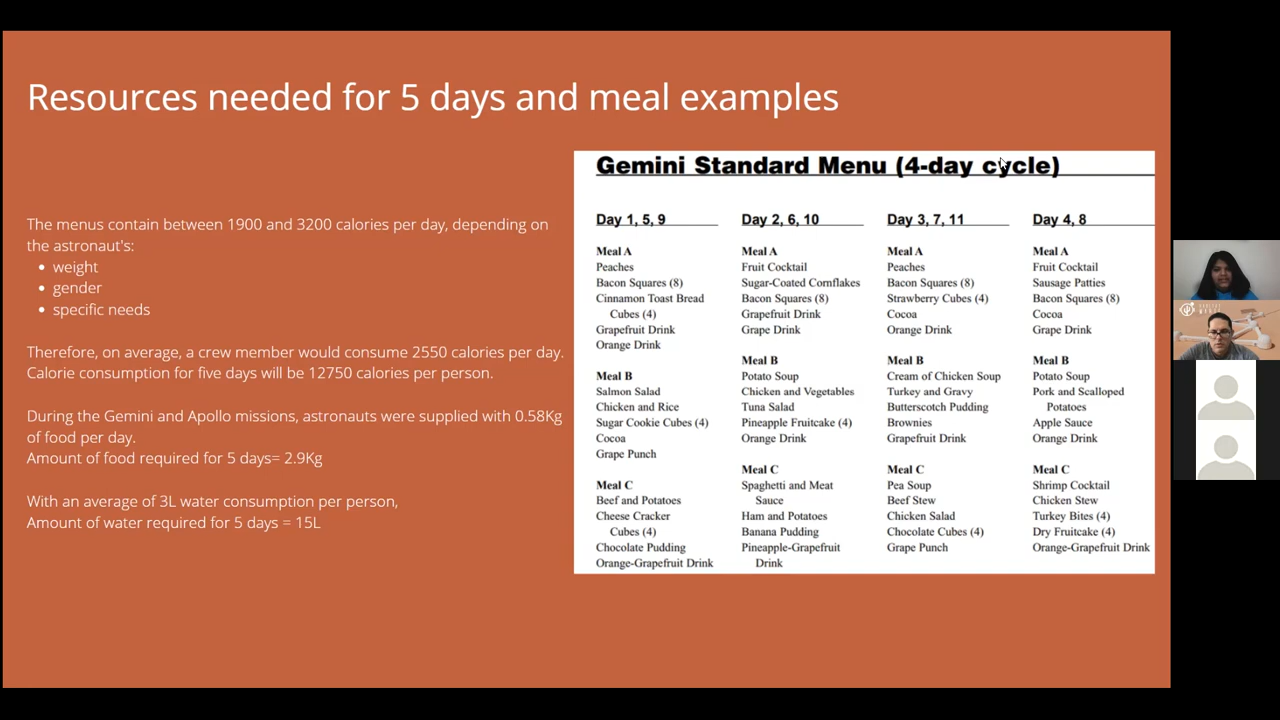 Resources needed for 5 days and meal examples
The menus contain between 1900 and 3200 calories per day, depending on
the astronaut's:
• weight
• gender
• specific needs
Therefore, on average, a crew member would consume 2550 calories per day.
Calorie consumption for five days will be 12750 calories per person.
During the Gemini and Apollo missions, astronauts were supplied with 0.58Kg
of food per day.
Amount of food required for 5 days= 2.9Kg
With an average of 3L water consumption per person,
Amount of water required for 5 days = 15L
Gemini Standard Menu (4-day cycle)
Day 1, 5, 9
Meal A
Peaches
Bacon Squares (8)
Cinnamon Toast Bread
Cubes (4)
Grapefruit Drink
Orange Drink
Meal B
Salmon Salad
Chicken and Rice
Sugar Cookie Cubes (4)
Cocoa
Grape Punch
Meal C
Beef and Potatoes
Cheese Cracker
Cubes (4)
Chocolate Pudding
Orange-Grapefruit Drink
Day 2, 6, 10
Meal A
Fruit Cocktail
Sugar-Coated Cornflakes
Bacon Squares (8)
Grapefruit Drink
Grape Drink
Meal B
Potato Soup
Chicken and Vegetables
Tuna Salad
Pineapple Fruitcake (4)
Orange Drink
Meal C
Spaghetti and Meat
Sauce
Ham and Potatoes
Banana Pudding
Pineapple-Grapefruit
Drink
Day 3, 7, 11
Meal A
Peaches
Bacon Squares (8)
Strawberry Cubes (4)
Cocoa
Orange Drink
Meal B
Cream of Chicken Soup
Turkey and Gravy
Butterscotch Pudding
Brownies
Grapefruit Drink
Meal C
Pea Soup
Beef Stew
Chicken Salad
Chocolate Cubes (4)
Grape Punch
Day 4, 8
Meal A
Fruit Cocktail
Sausage Patties
Bacon Squares (8)
Cocoa
Grape Drink
Meal B
Potato Soup
Pork and Scalloped
Potatoes
Apple Sauce
Orange Drink
Meal C
Shrimp Cocktail
Chicken Stew
Turkey Bites (4)
Dry Fruitcake (4)
Orange-Grapefruit Drink